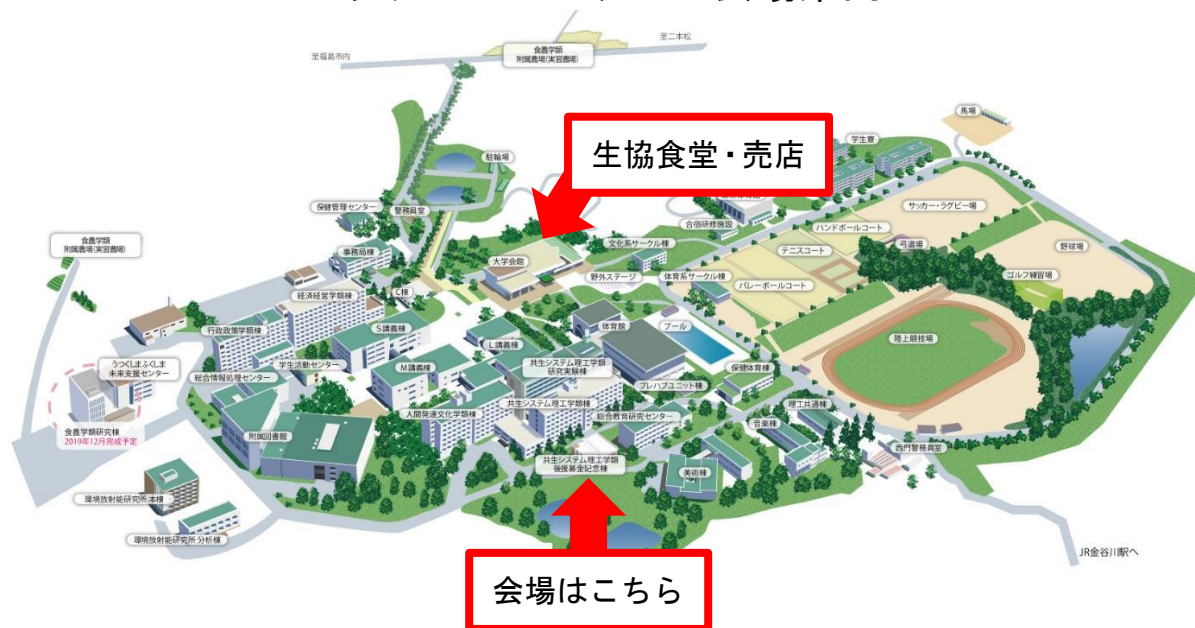 至二本松
食農学類
附属農場(実習農場)
至福島市内
馬場
生協食堂・売店
学生寮
駐輪場
保健管理センター
警務員室
サッカー・ラグビー場
合宿研修施設
ハンドボールコート
食農学類
附属農場(実習農場)
事務局棟
文化系サークル棟
テニスコート
弓道場
野球場
大学会館
野外ステージ
体育系サークル棟
ゴルフ練習場
バレーボールコート
経済経営学類棟
C棟
行政政策学類棟
S講義棟
体育館
プール
陸上競技場
L講義棟
うつくしまふくしま
未来支援センター
学生活動センター
M講義棟
共生システム理工学類
研究実験棟
総合情報処理センター
プレハブユニット棟
保健体育棟
共生システム理工学類棟
人間発達文化学類棟
総合教育研究センター
理工共通棟
音楽棟
食農学類研究棟
2019年12月完成予定
附属図書館
西門警務員室
共生システム理工学類
後援募金記念棟
美術棟
環境放射能研究所 本棟
環境放射能研究所 分析棟
JR金谷川駅へ
会場はこちら